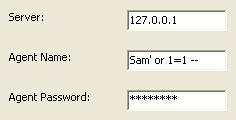 Server: 127.0.0.1
Agent Name: Sam' or 1=1 --
Agent Password: ********